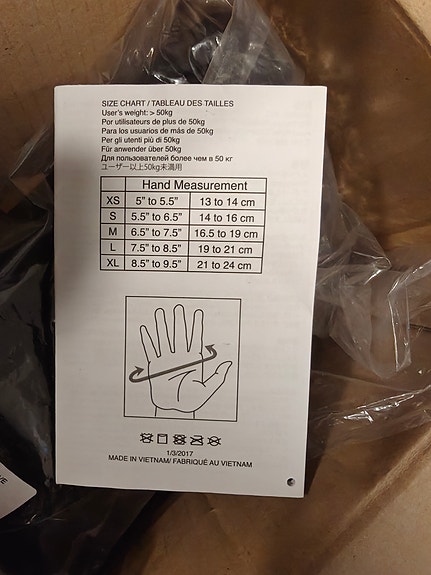 SIZE CHART / TABLEAU DES TAILLES
User's weight: > 50kg
Por utilisateurs de plus de 50kg
Para los usuarios de más de 50kg
Per gli utenti più di 50kg
Für anwender über 50kg
Для пользователей более чем в 50 кг
ユーザー以上50kg未満用
Hand Measurement
XS 5" to 5.5" 13 to 14 cm
S 5.5" to 6.5" 14 to 16 cm
M 6.5" to 7.5" 16.5 to 19 cm
L 7.5" to 8.5" 19 to 21 cm
XL 8.5" to 9.5" 21 to 24 cm
1/3/2017
MADE IN VIETNAM/ FABRIQUÉ AU VIETNAM